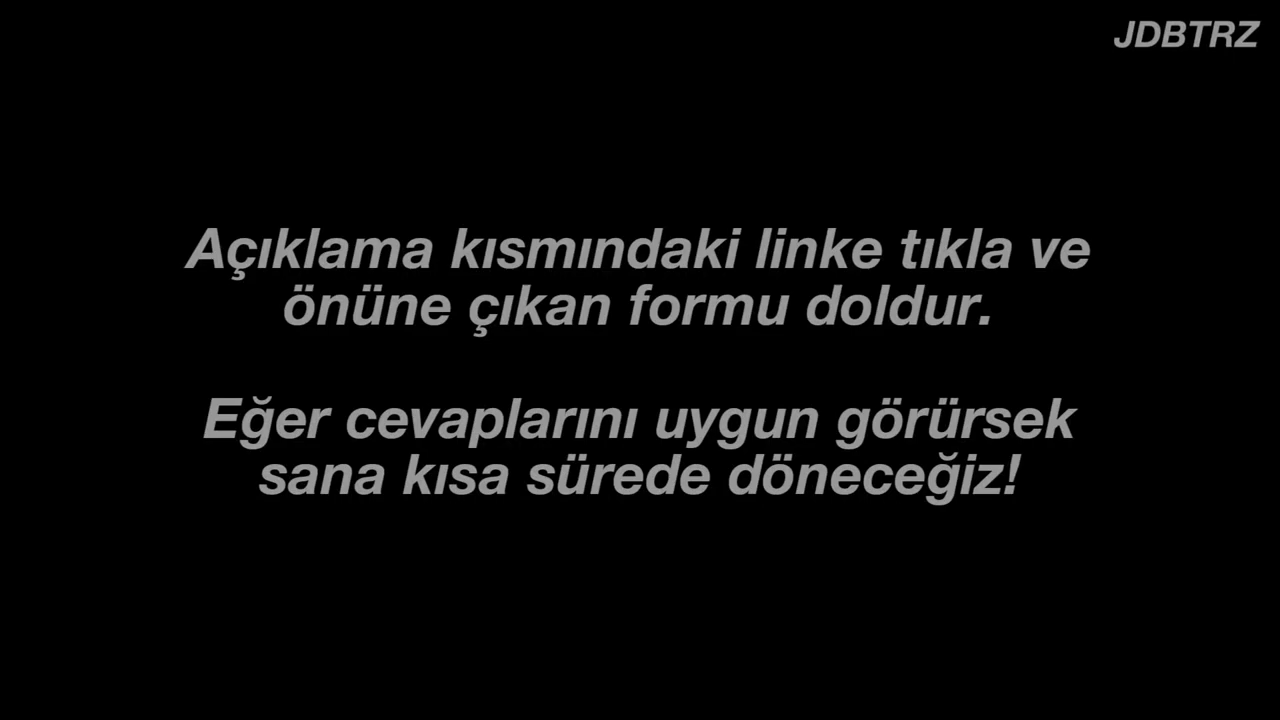 JDBTRZ
Açıklama kısmındaki linke tıkla ve
önüne çıkan formu doldur.
Eğer cevaplarını uygun görürsek
sana kısa sürede döneceğiz!